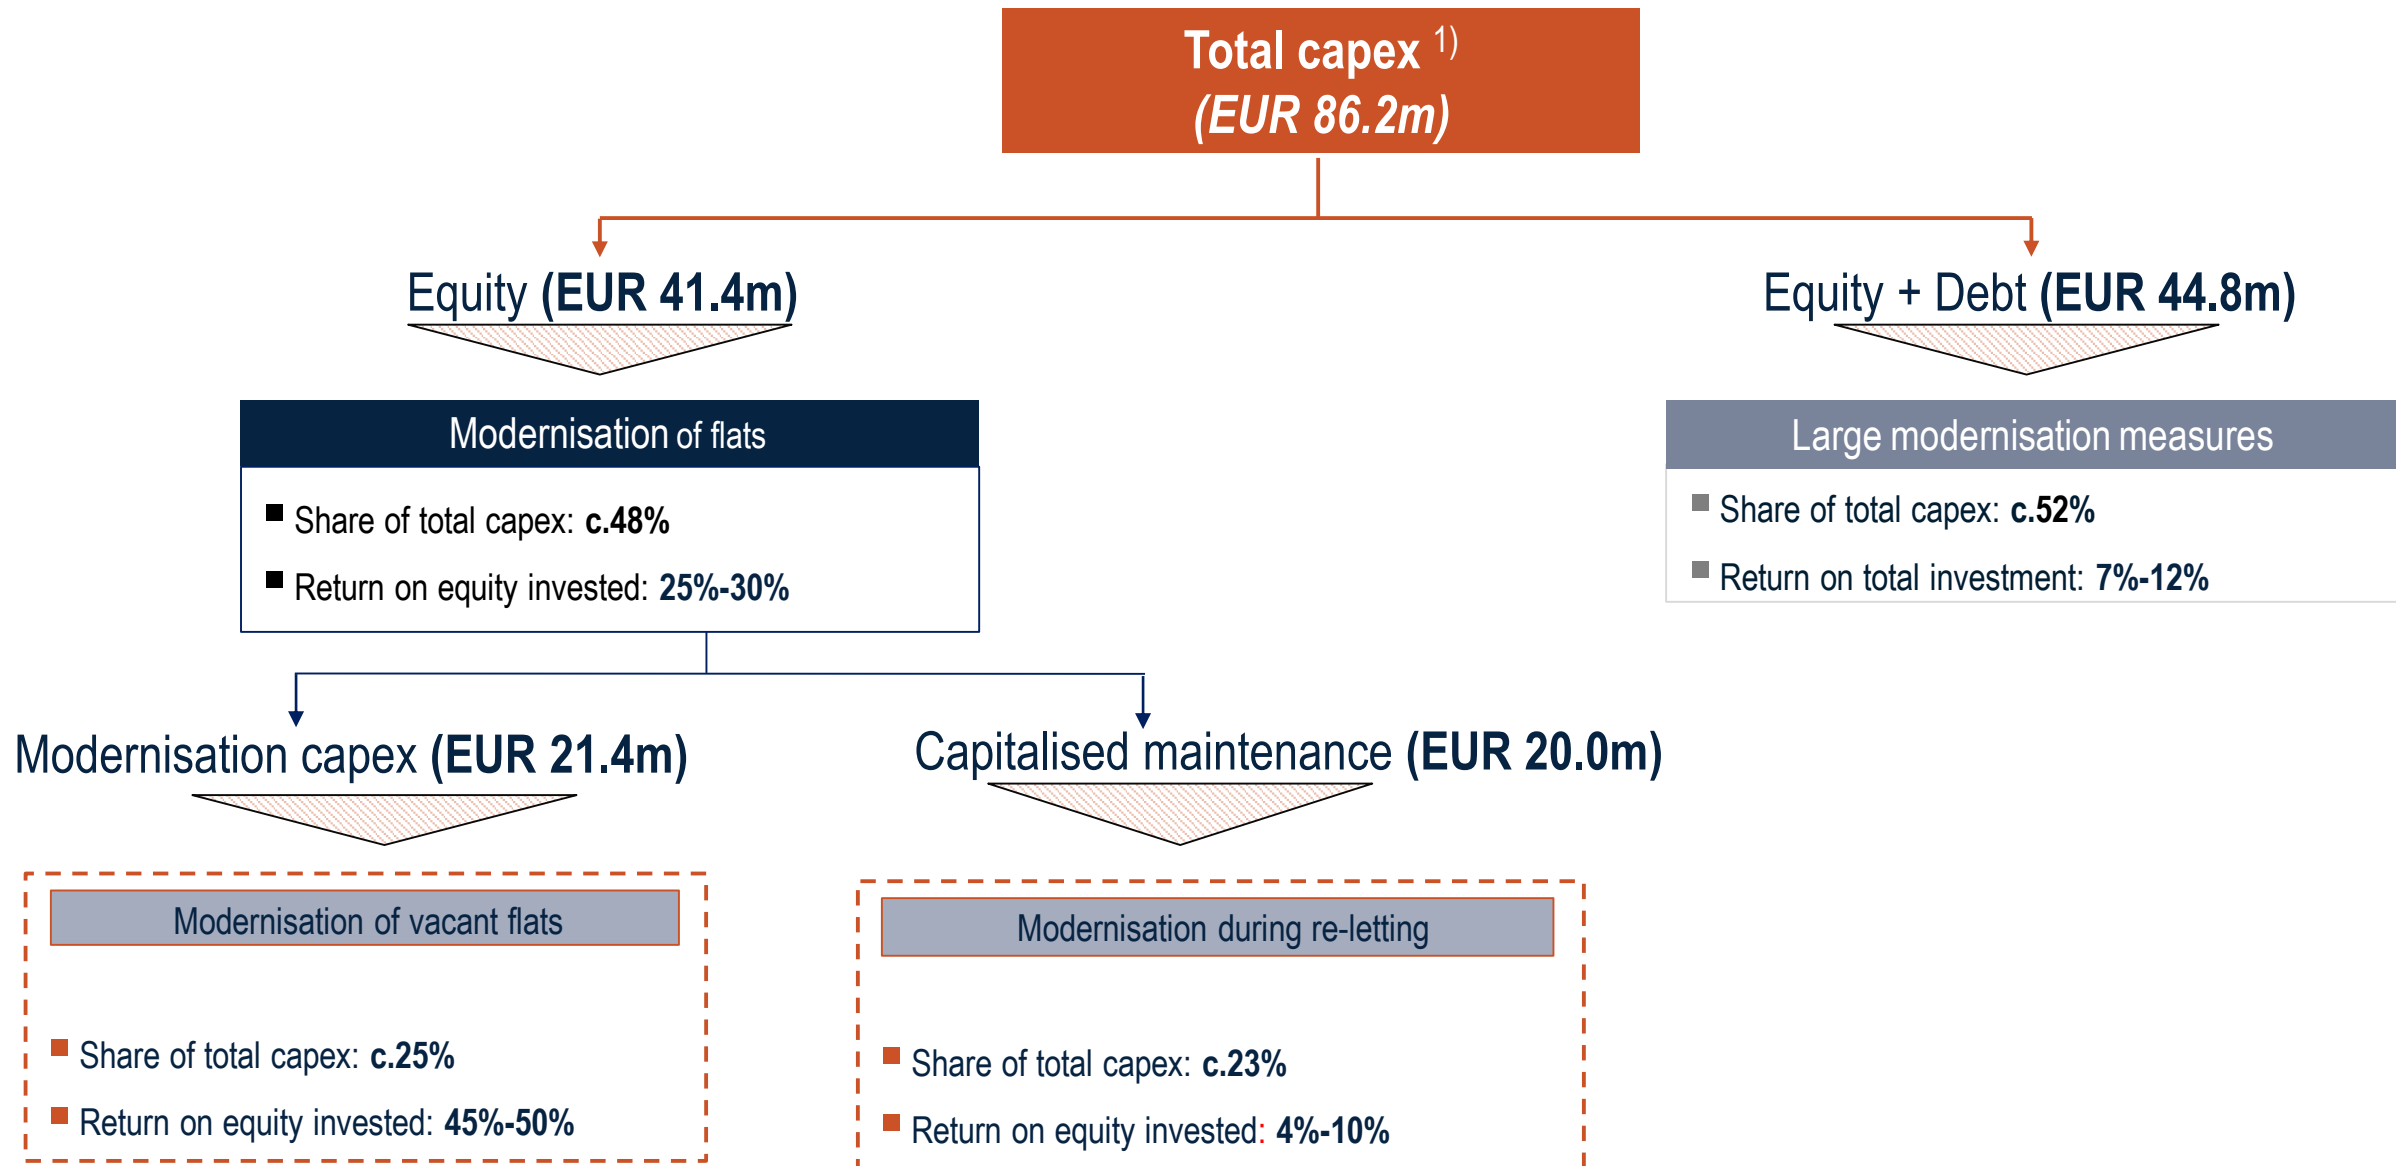 Total capex 1)
(EUR 86.2m)
Equity (EUR 41.4m)
Equity + Debt (EUR 44.8m)
Modernisation of flats
Share of total capex: c.48%
Return on equity invested: 25%-30%
Large modernisation measures
Share of total capex: c.52%
Return on total investment: 7%-12%
Modernisation capex (EUR 21.4m)
Capitalised maintenance (EUR 20.0m)
Modernisation of vacant flats
Share of total capex: c.25%
Return on equity invested: 45%-50%
Modernisation during re-letting
Share of total capex: c.23%
Return on equity invested: 4%-10%